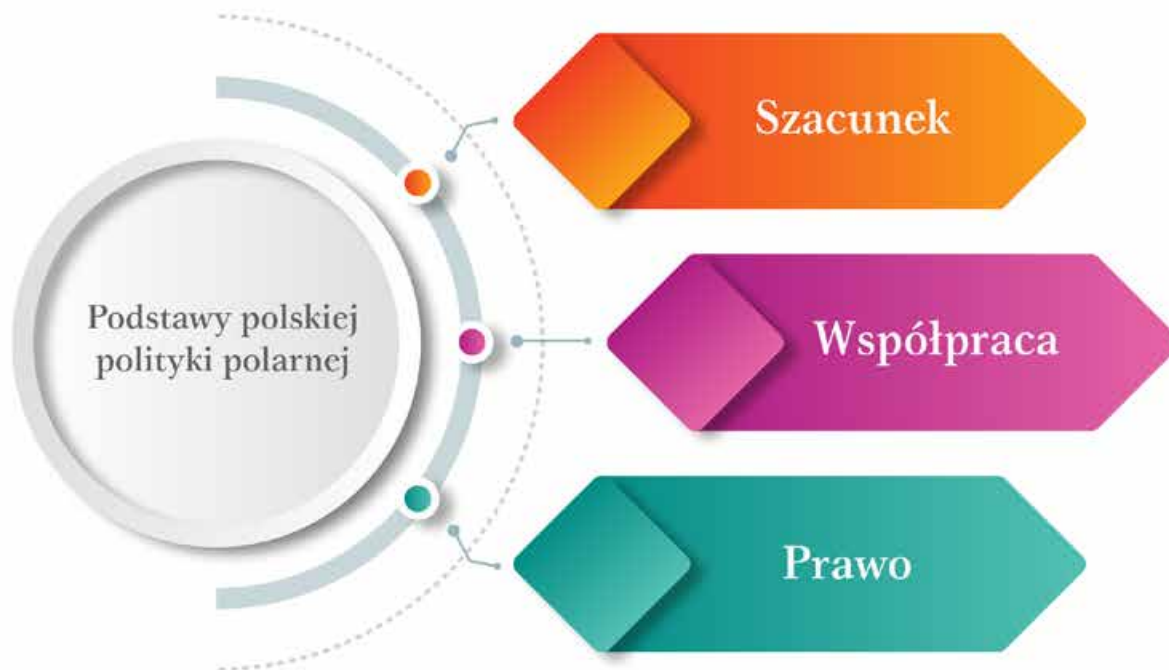 Podstawy polskiej
polityki polarnej
Szacunek
Współpraca
Prawo